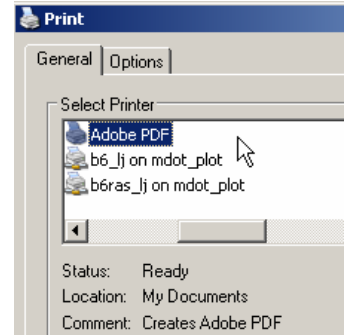 Print
General Options
Select Printer
Adobe PDF
b6_lj on mdot_plot
b6ras_lj on mdot_plot
Status: Ready
Location: My Documents
Comment: Creates Adobe PDF